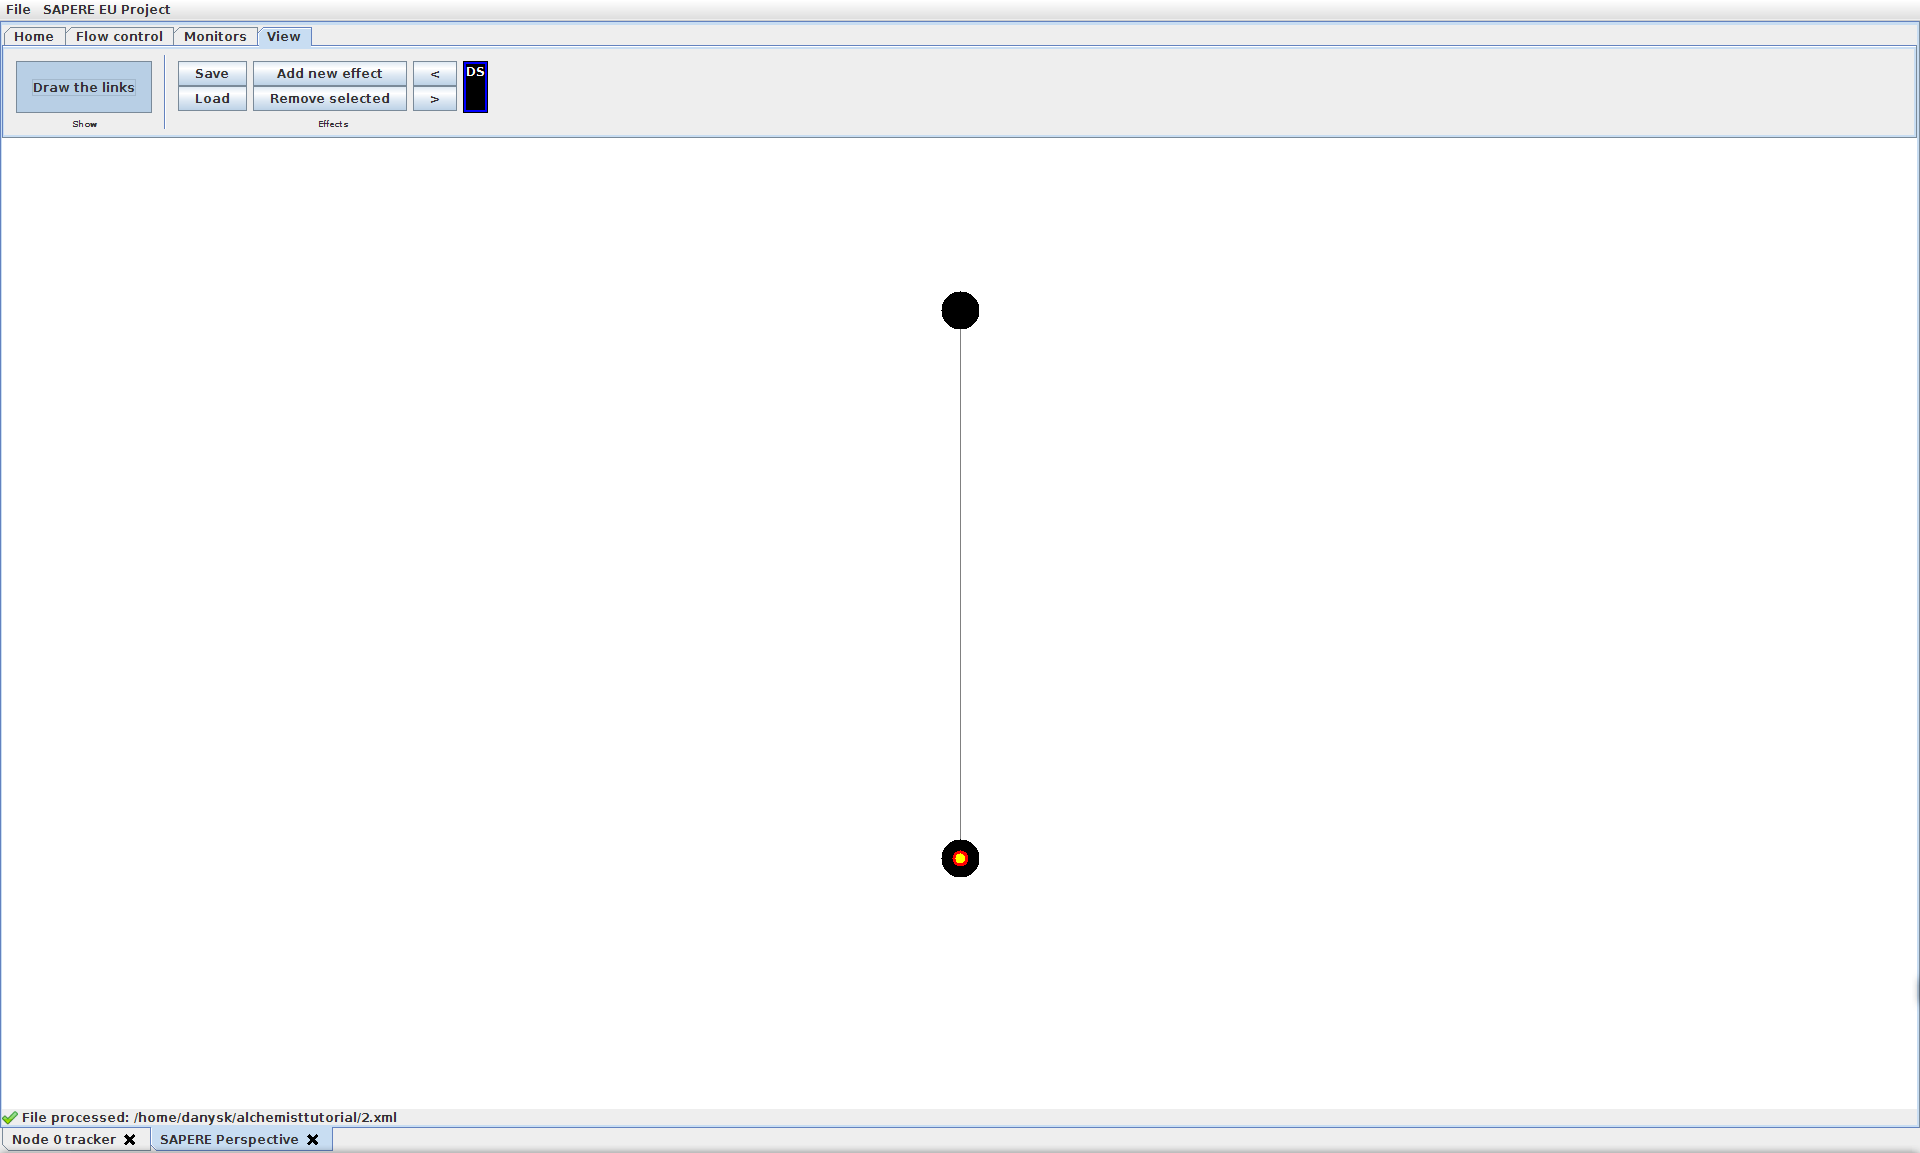 File SAPERE EU Project
Home Flow control Monitors View
Draw the links
Show
Save Add new effect < DS
Load Remove selected >
Effects
File processed: /home/danysk/alchemisttutorial/2.xml
Node 0 tracker SAPERE Perspective